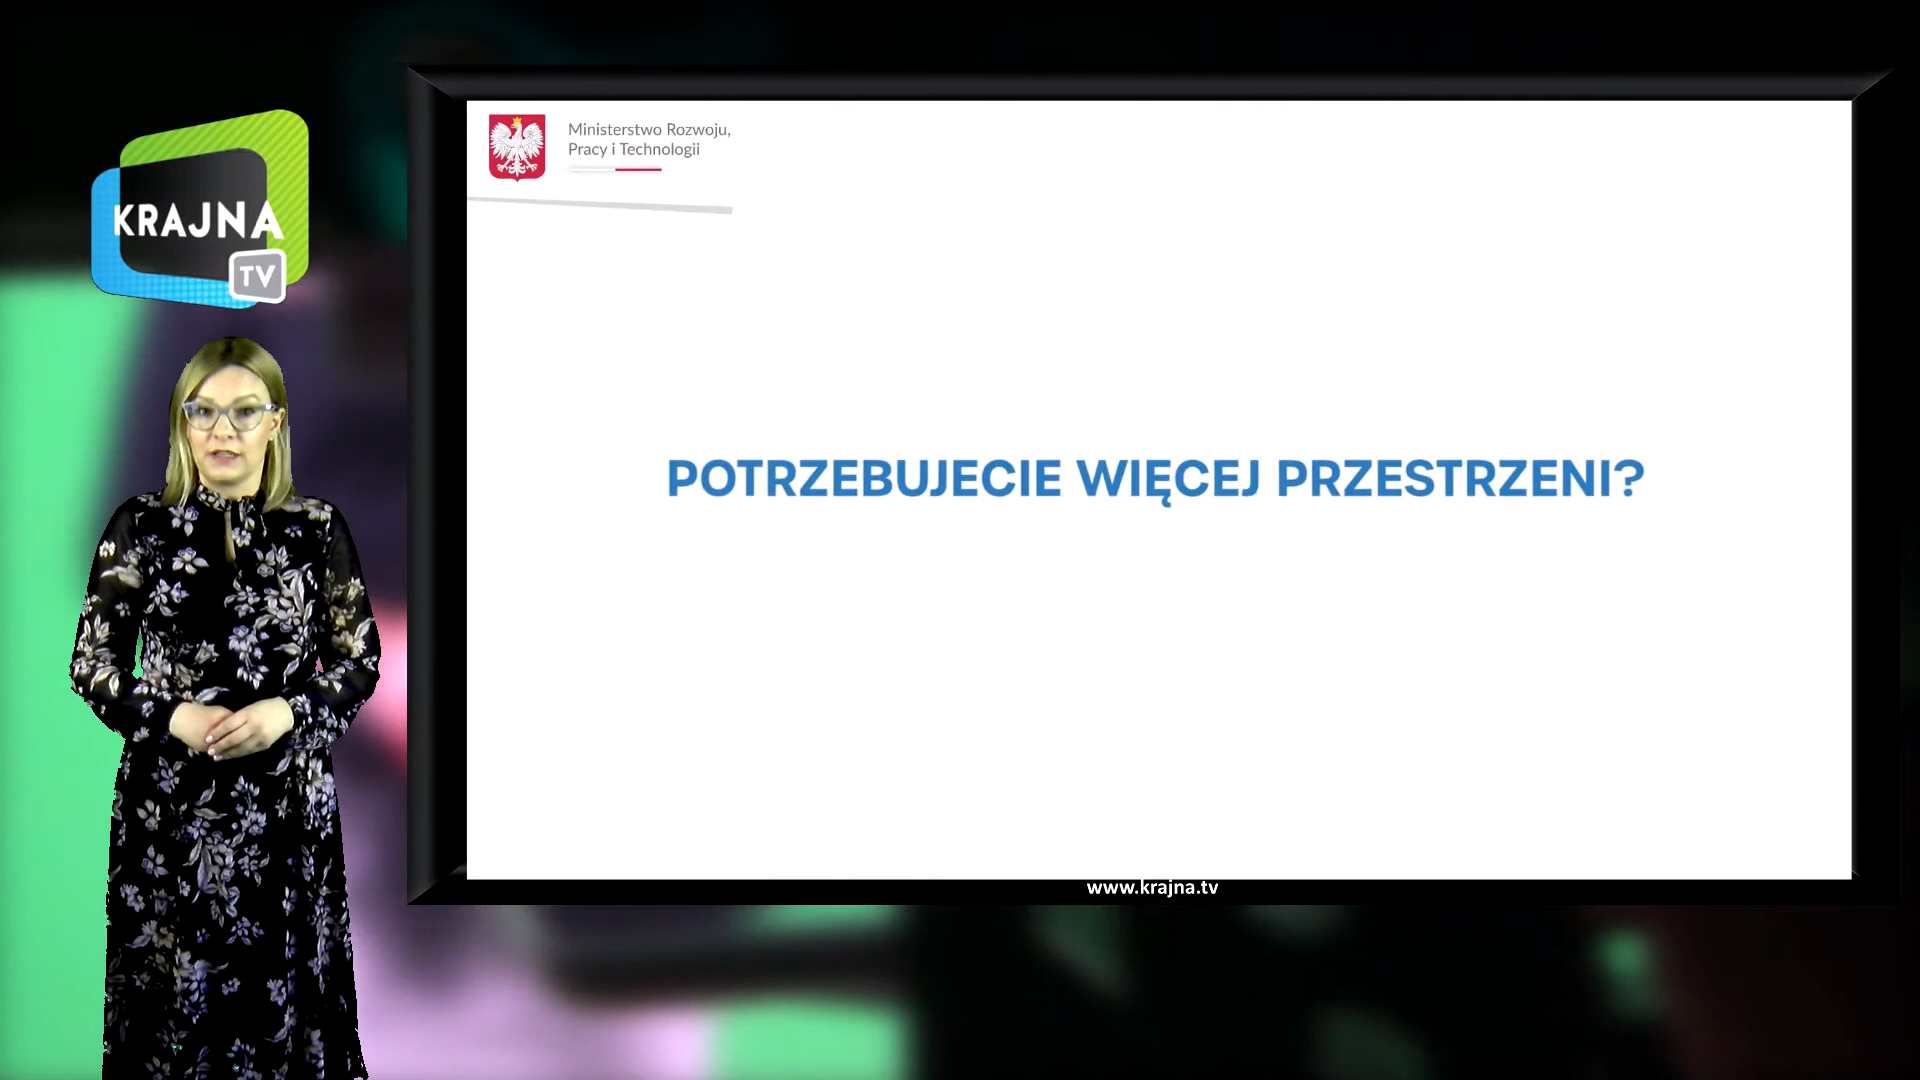 KRAJNA
TV
Ministerstwo Rozwoju,
Pracy i Technologii
POTRZEBUJECIE WIĘCEJ PRZESTRZENI?
www.krajna.tv